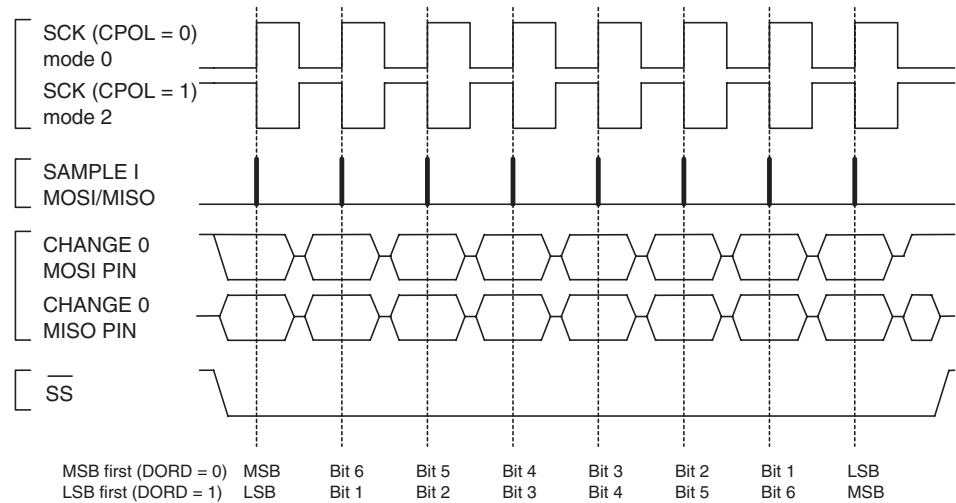 SCK (CPOL = 0)
mode 0
SCK (CPOL = 1)
mode 2
SAMPLE I
MOSI/MISO
CHANGE 0
MOSI PIN
CHANGE 0
MISO PIN
SS
MSB first (DORD = 0) MSB Bit 6 Bit 5 Bit 4 Bit 3 Bit 2 Bit 1 LSB
LSB first (DORD = 1) LSB Bit 1 Bit 2 Bit 3 Bit 4 Bit 5 Bit 6 MSB